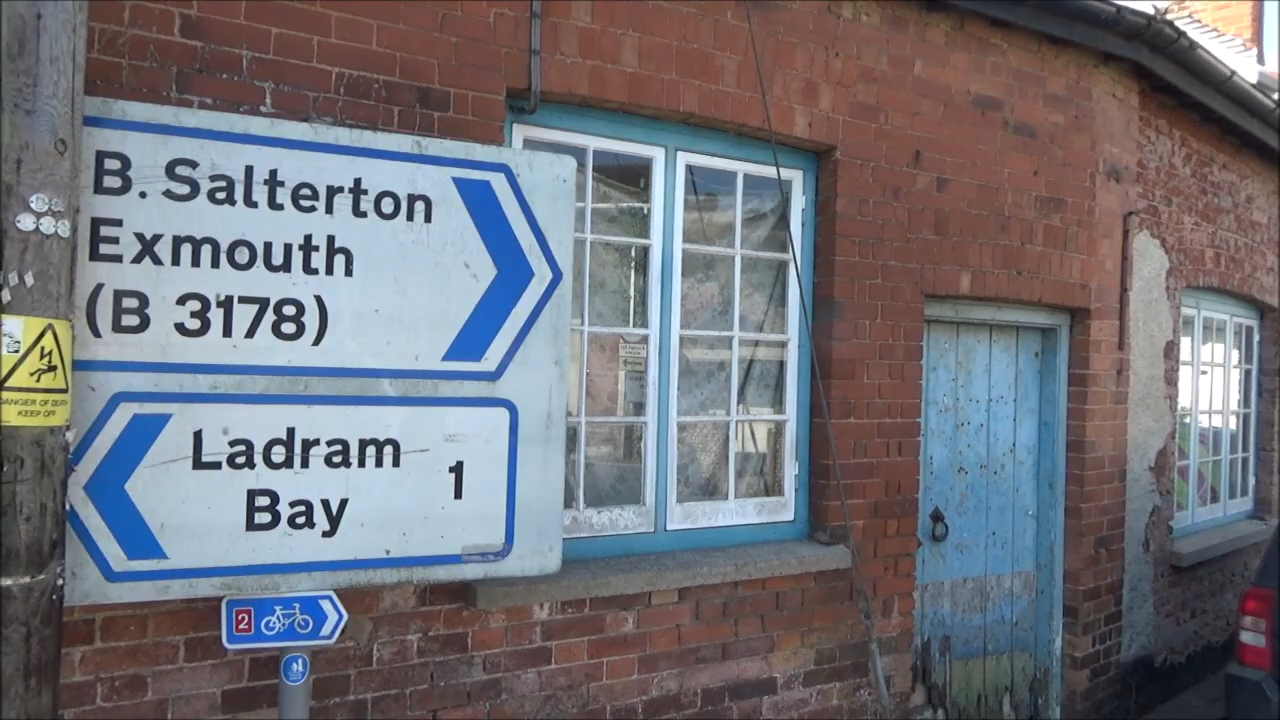 B. Salterton
Exmouth
(B 3178)
DANGER OF DEATH
KEEP OFF
Ladram
Bay
1
2